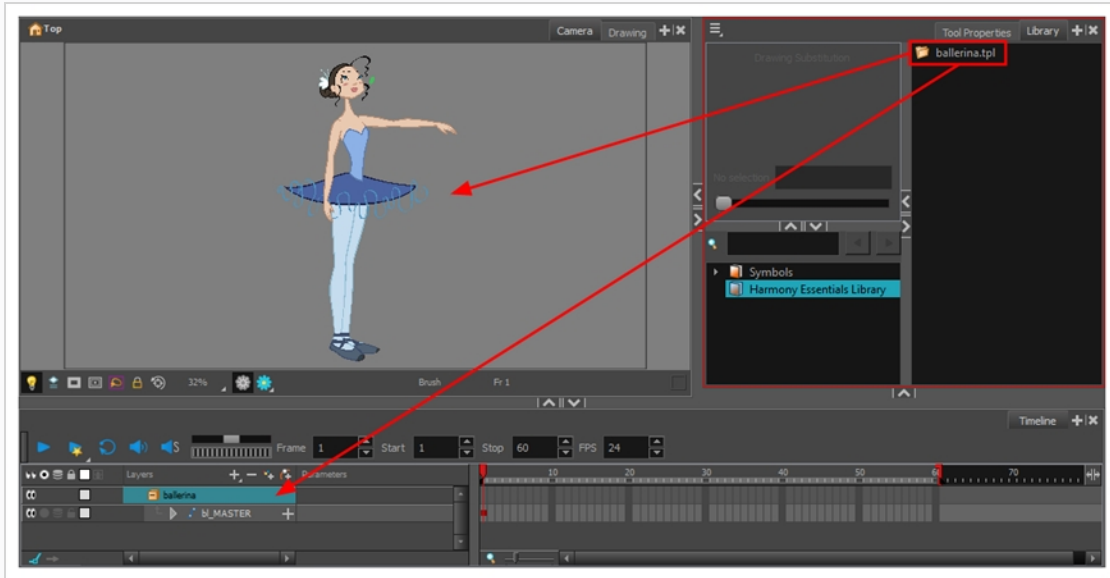 Top
Camera Drawing
Tool Properties Library
Drawing Substitution
ballerina.tpl
No selection
Symbols
Harmony Essentials Library
32% Brush Fr 1
Timeline
Frame 1 Start 1 Stop 60 FPS 24
Layers Parameters
10 20 30 40 50 60 70
ballerina
bl_MASTER